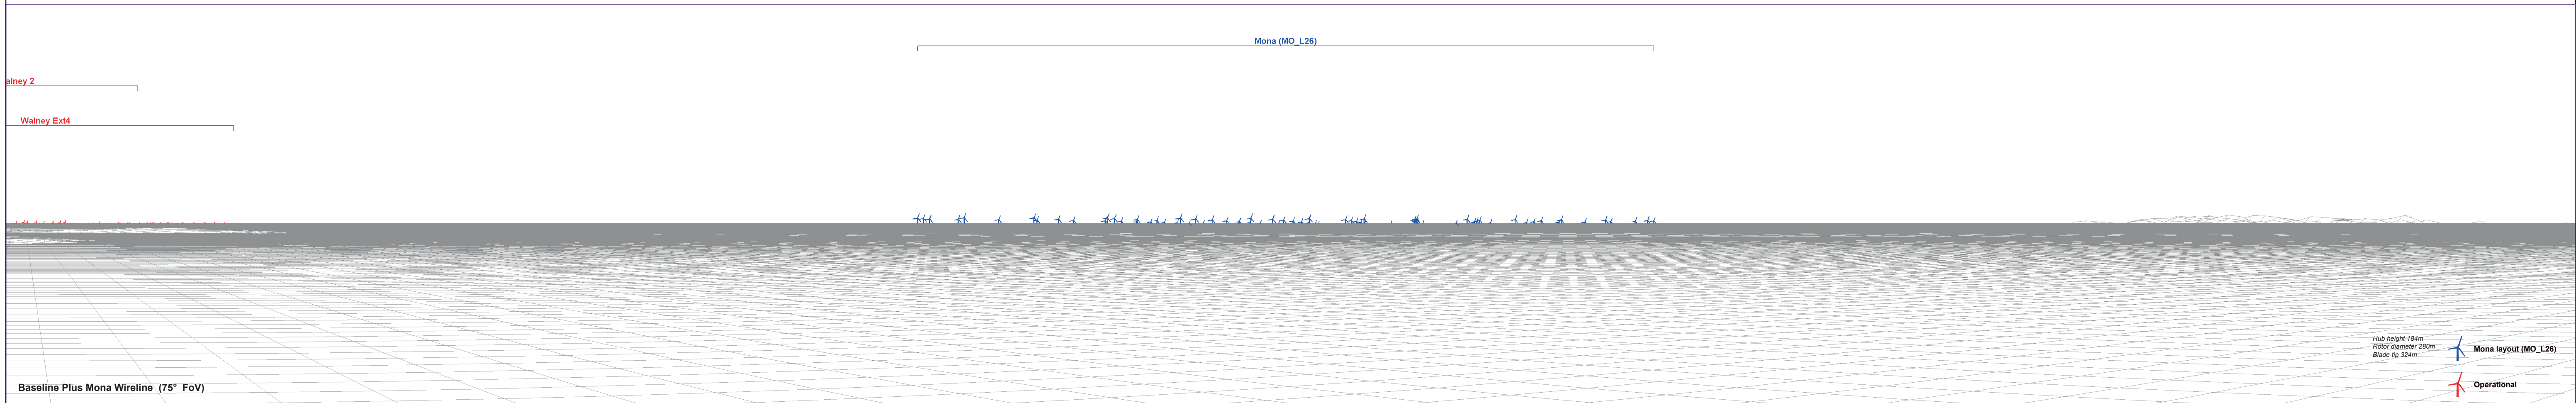 Mona (MO_L26)
alney 2
Walney Ext4
Hub height 184m
Rotor diameter 280m
Blade tip 324m
Mona layout (MO_L26)
Operational
Baseline Plus Mona Wireline (75° FoV)